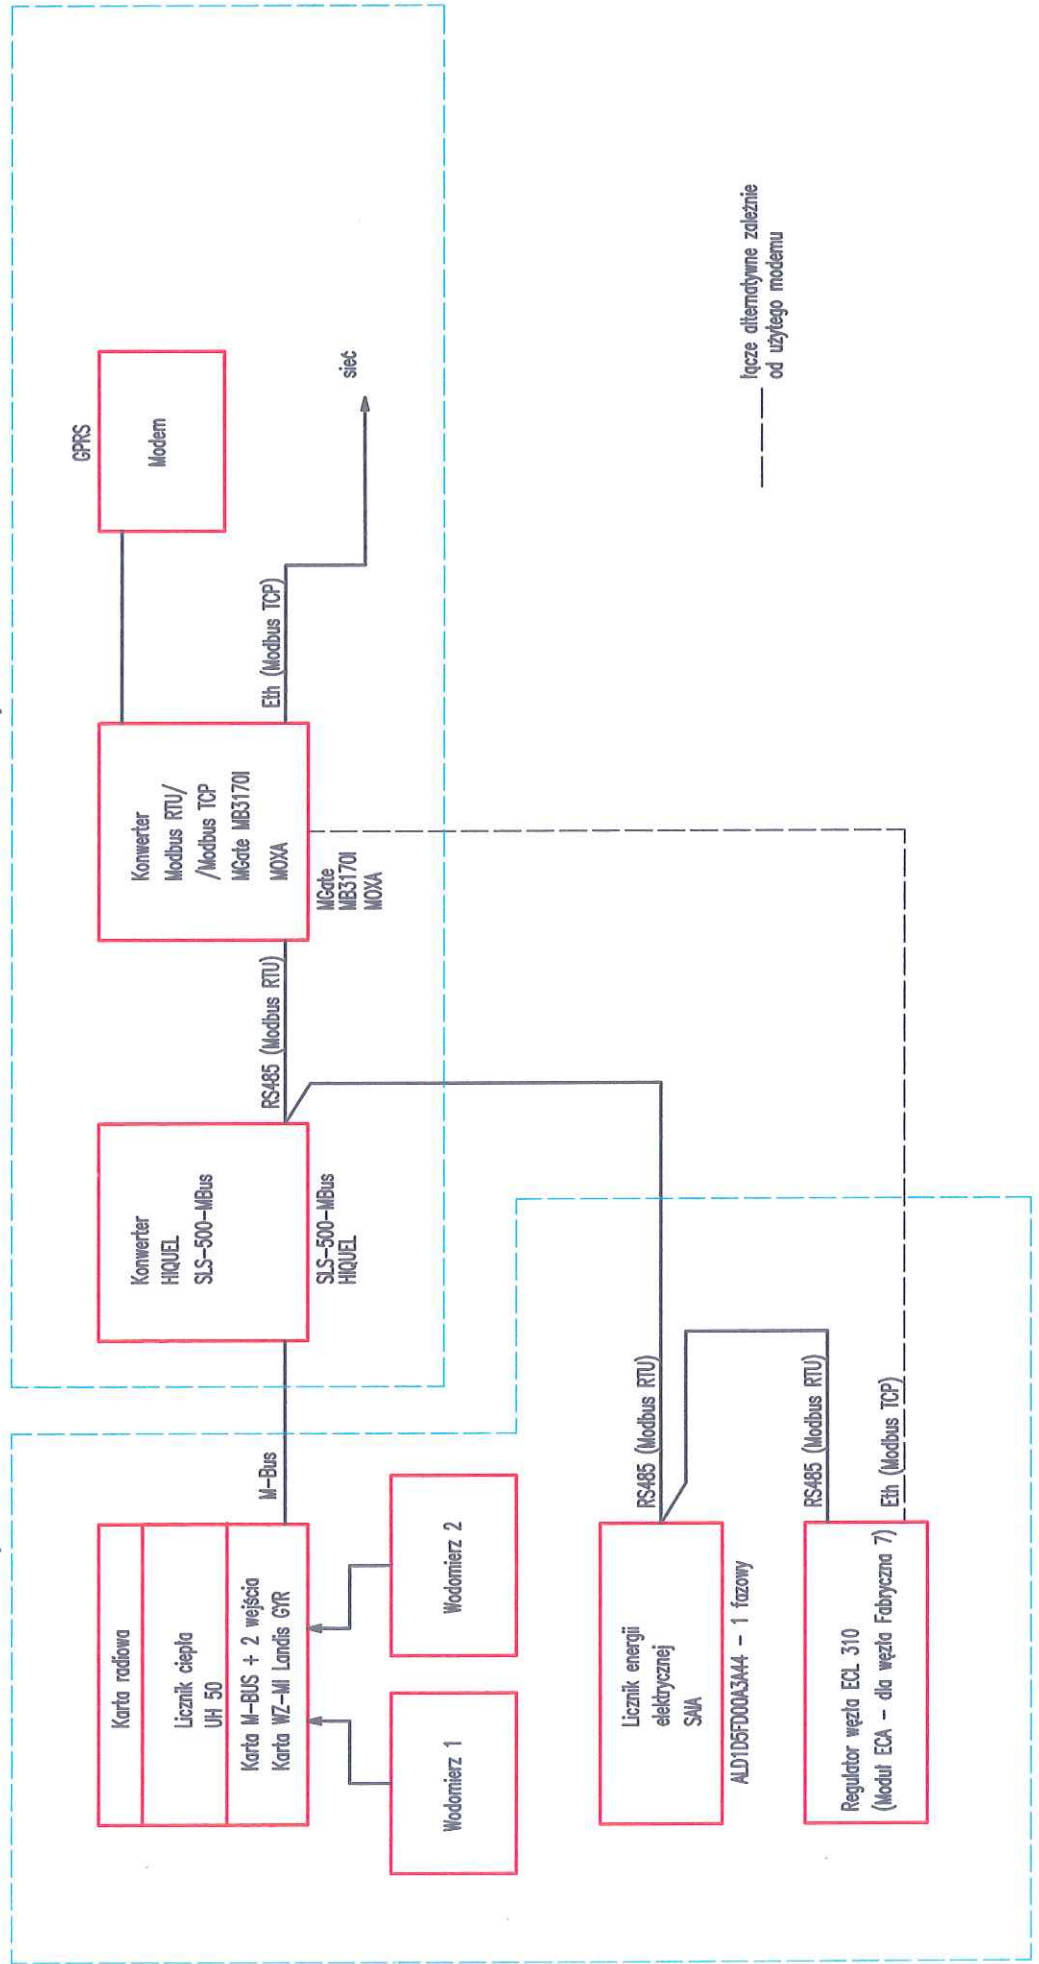 Karta radiowa
Licznik ciepła
UH 50
Karta M-BUS + 2 wejścia
Karta WZ-MI Landis GYR
M-Bus
Wodomierz 1
Wodomierz 2
Konwerter
HIQUEL
SLS-500-MBus
SLS-500-MBus
HIQUEL
RS485 (Modbus RTU)
Konwerter
Modbus RTU/
/Modbus TCP
MGate MB3170I
MOXA
MGate
MB3170I
MOXA
Eth (Modbus TCP)
GPRS
Modem
sieć
Licznik energii
elektrycznej
SAIA
ALD1D5FD00A3A44 - 1 fazowy
RS485 (Modbus RTU)
Regulator węzła ECL 310
(Moduł ECA - dla węzła Fabryczna 7)
RS485 (Modbus RTU)
Eth (Modbus TCP)
łącze alternatywne zależnie
od użytego modemu